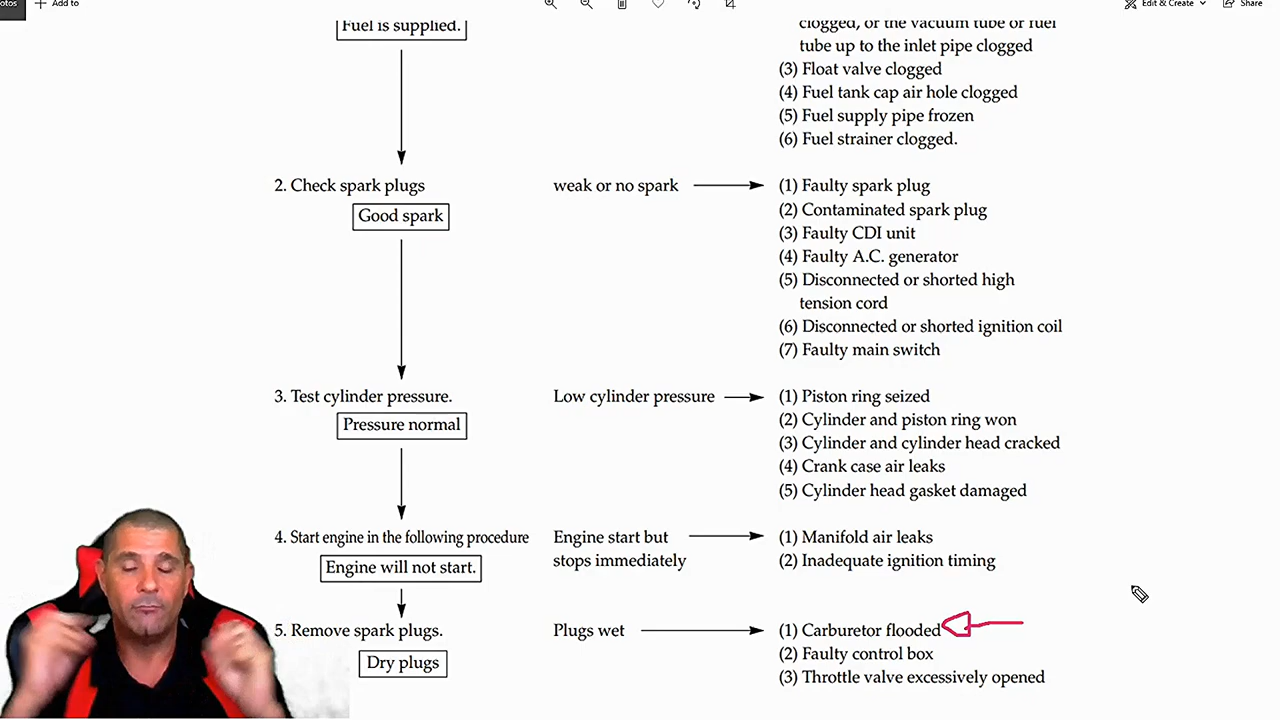 otos + Add to Edit & Create Share
Fuel is supplied.
clogged, or the vacuum tube or fuel
tube up to the inlet pipe clogged
(3) Float valve clogged
(4) Fuel tank cap air hole clogged
(5) Fuel supply pipe frozen
(6) Fuel strainer clogged.
2. Check spark plugs weak or no spark (1) Faulty spark plug
Good spark (2) Contaminated spark plug
(3) Faulty CDI unit
(4) Faulty A.C. generator
(5) Disconnected or shorted high
tension cord
(6) Disconnected or shorted ignition coil
(7) Faulty main switch
3. Test cylinder pressure. Low cylinder pressure (1) Piston ring seized
Pressure normal (2) Cylinder and piston ring won
(3) Cylinder and cylinder head cracked
(4) Crank case air leaks
(5) Cylinder head gasket damaged
4. Start engine in the following procedure Engine start but (1) Manifold air leaks
Engine will not start. stops immediately (2) Inadequate ignition timing
5. Remove spark plugs. Plugs wet (1) Carburetor flooded
Dry plugs (2) Faulty control box
(3) Throttle valve excessively opened